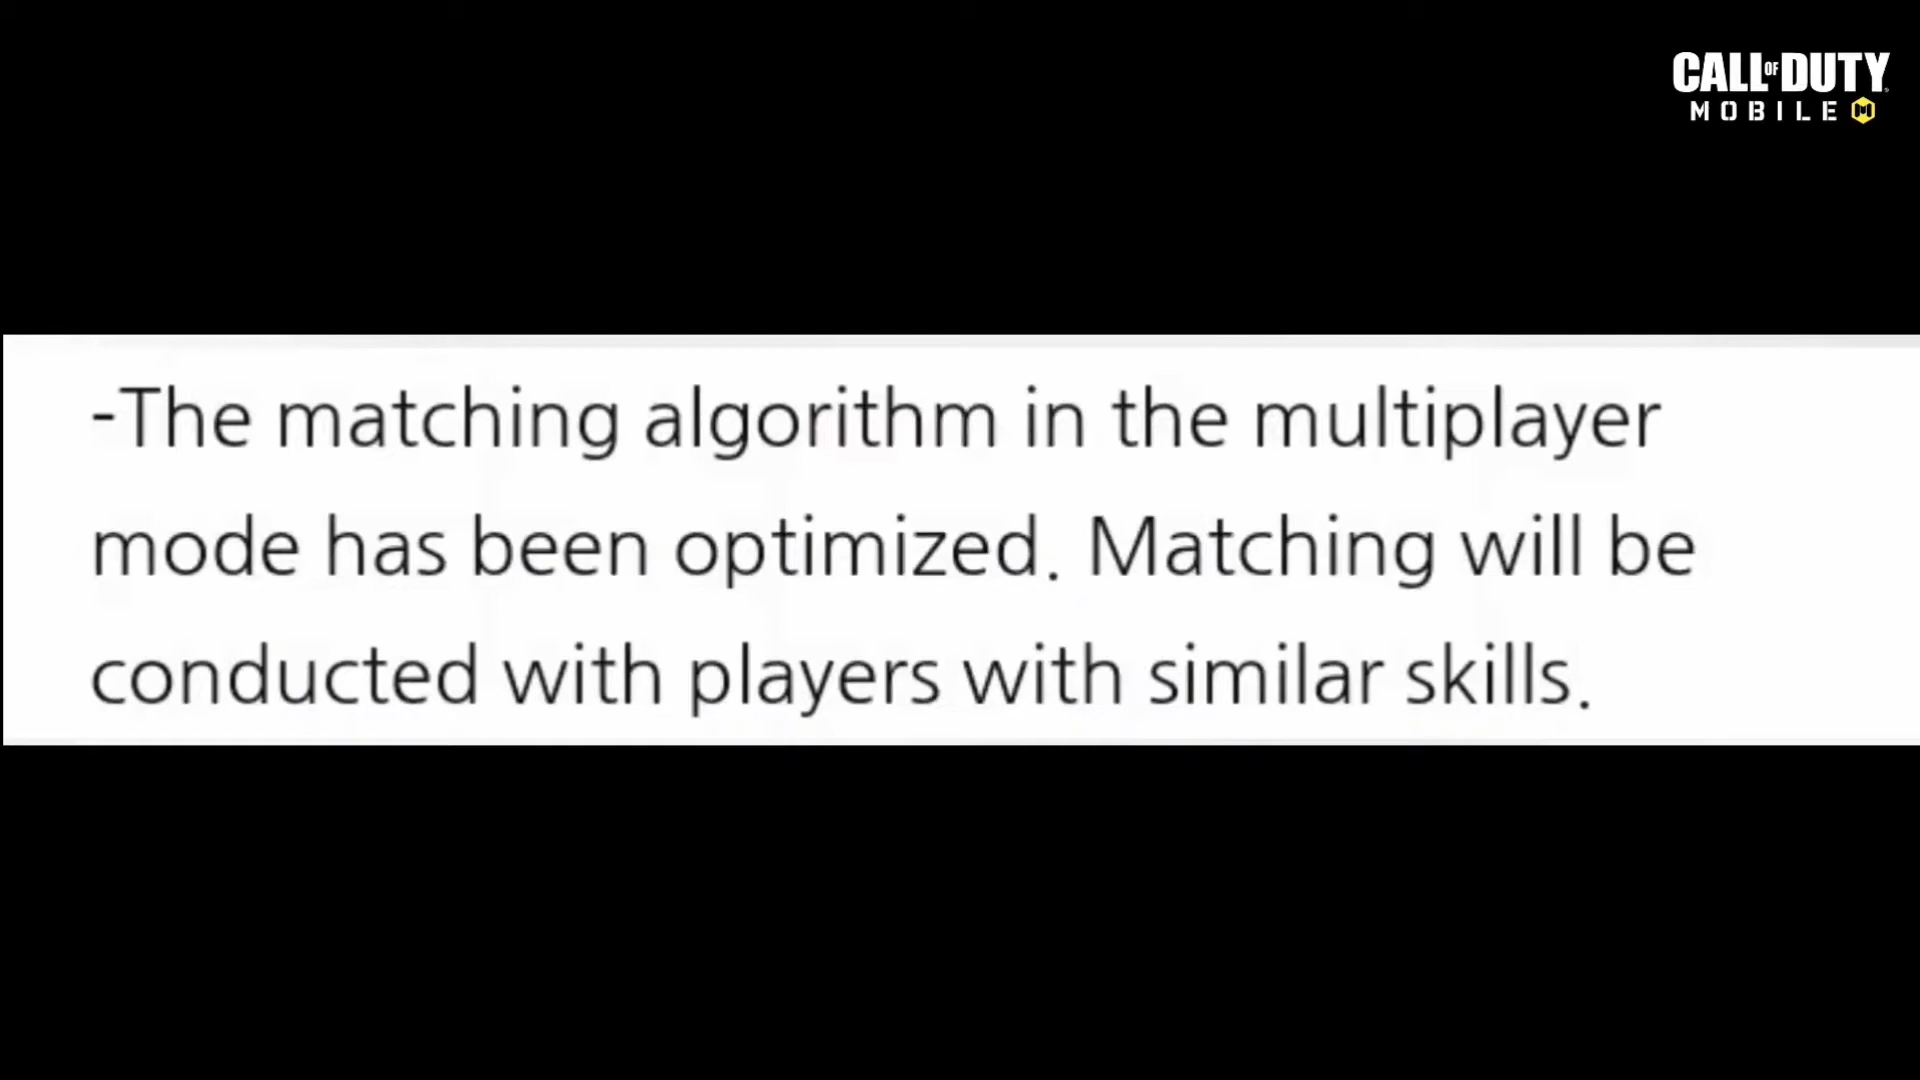 CALL OF DUTY
MOBILE
-The matching algorithm in the multiplayer
mode has been optimized. Matching will be
conducted with players with similar skills.